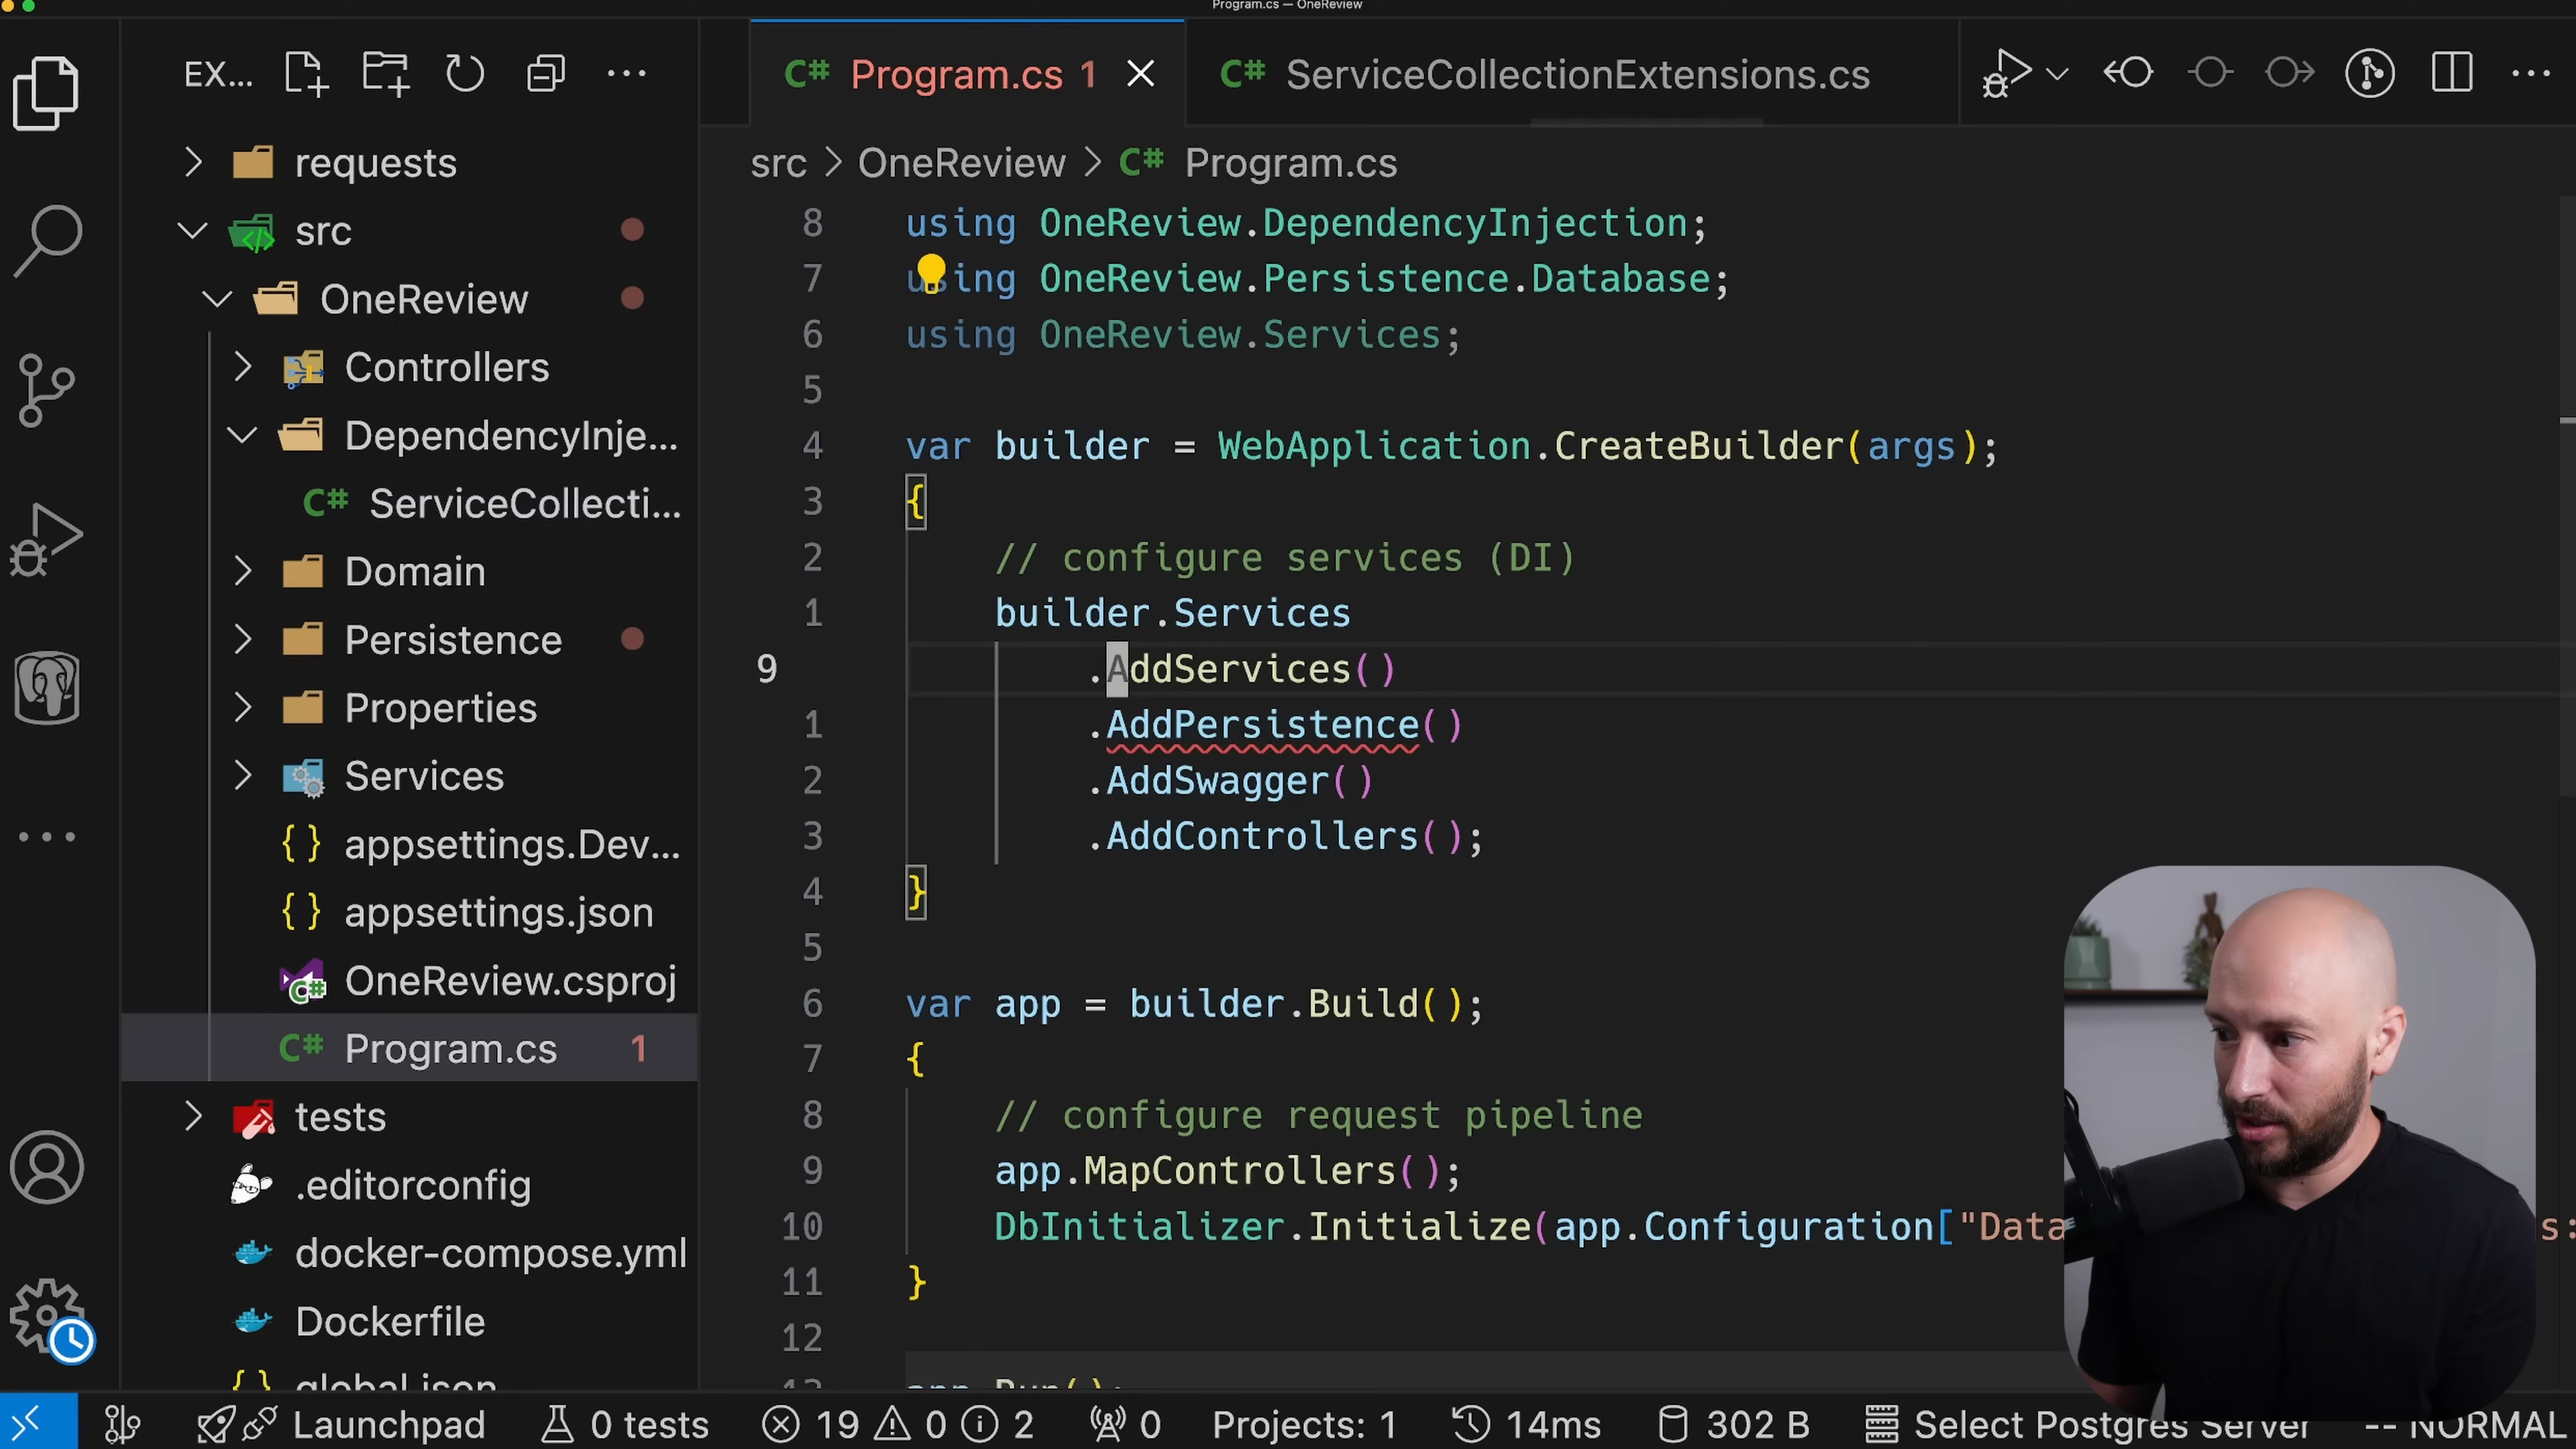 Program.cs — OneReview
EX...
Program.cs 1
ServiceCollectionExtensions.cs
src > OneReview > Program.cs
requests
src
OneReview
Controllers
DependencyInje...
ServiceCollecti...
Domain
Persistence
Properties
Services
appsettings.Dev...
appsettings.json
OneReview.csproj
Program.cs 1
tests
.editorconfig
docker-compose.yml
Dockerfile
global.json
8 using OneReview.DependencyInjection;
7 using OneReview.Persistence.Database;
6 using OneReview.Services;
5
4 var builder = WebApplication.CreateBuilder(args);
3 {
2 // configure services (DI)
1 builder.Services
9 .AddServices()
1 .AddPersistence()
2 .AddSwagger()
3 .AddControllers();
4 }
5
6 var app = builder.Build();
7 {
8 // configure request pipeline
9 app.MapControllers();
10 DbInitializer.Initialize(app.Configuration["Data s:
11 }
12
13 app.Run();
Launchpad 0 tests 19 0 2 0 Projects: 1 14ms 302 B Select Postgres Server -- NORMAL